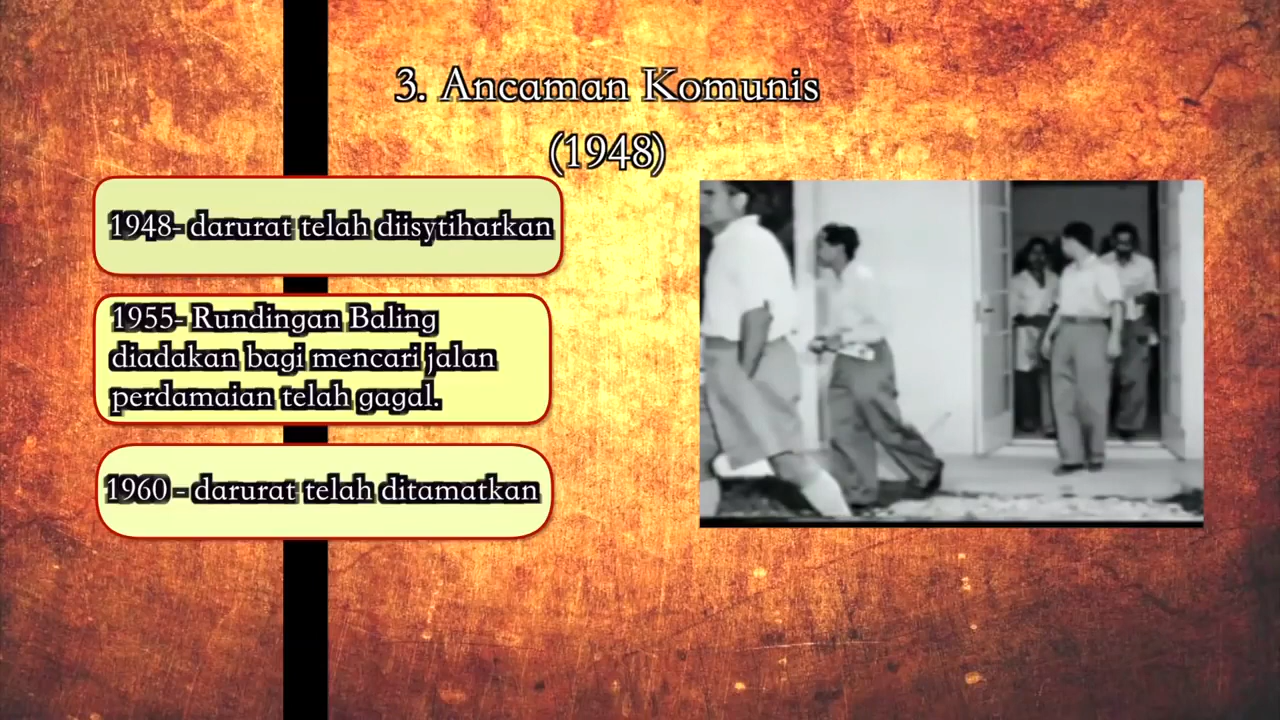 3. Ancaman Komunis
(1948)
1948- darurat telah diisytiharkan
1955- Rundingan Baling
diadakan bagi mencari jalan
perdamaian telah gagal.
1960 - darurat telah ditamatkan